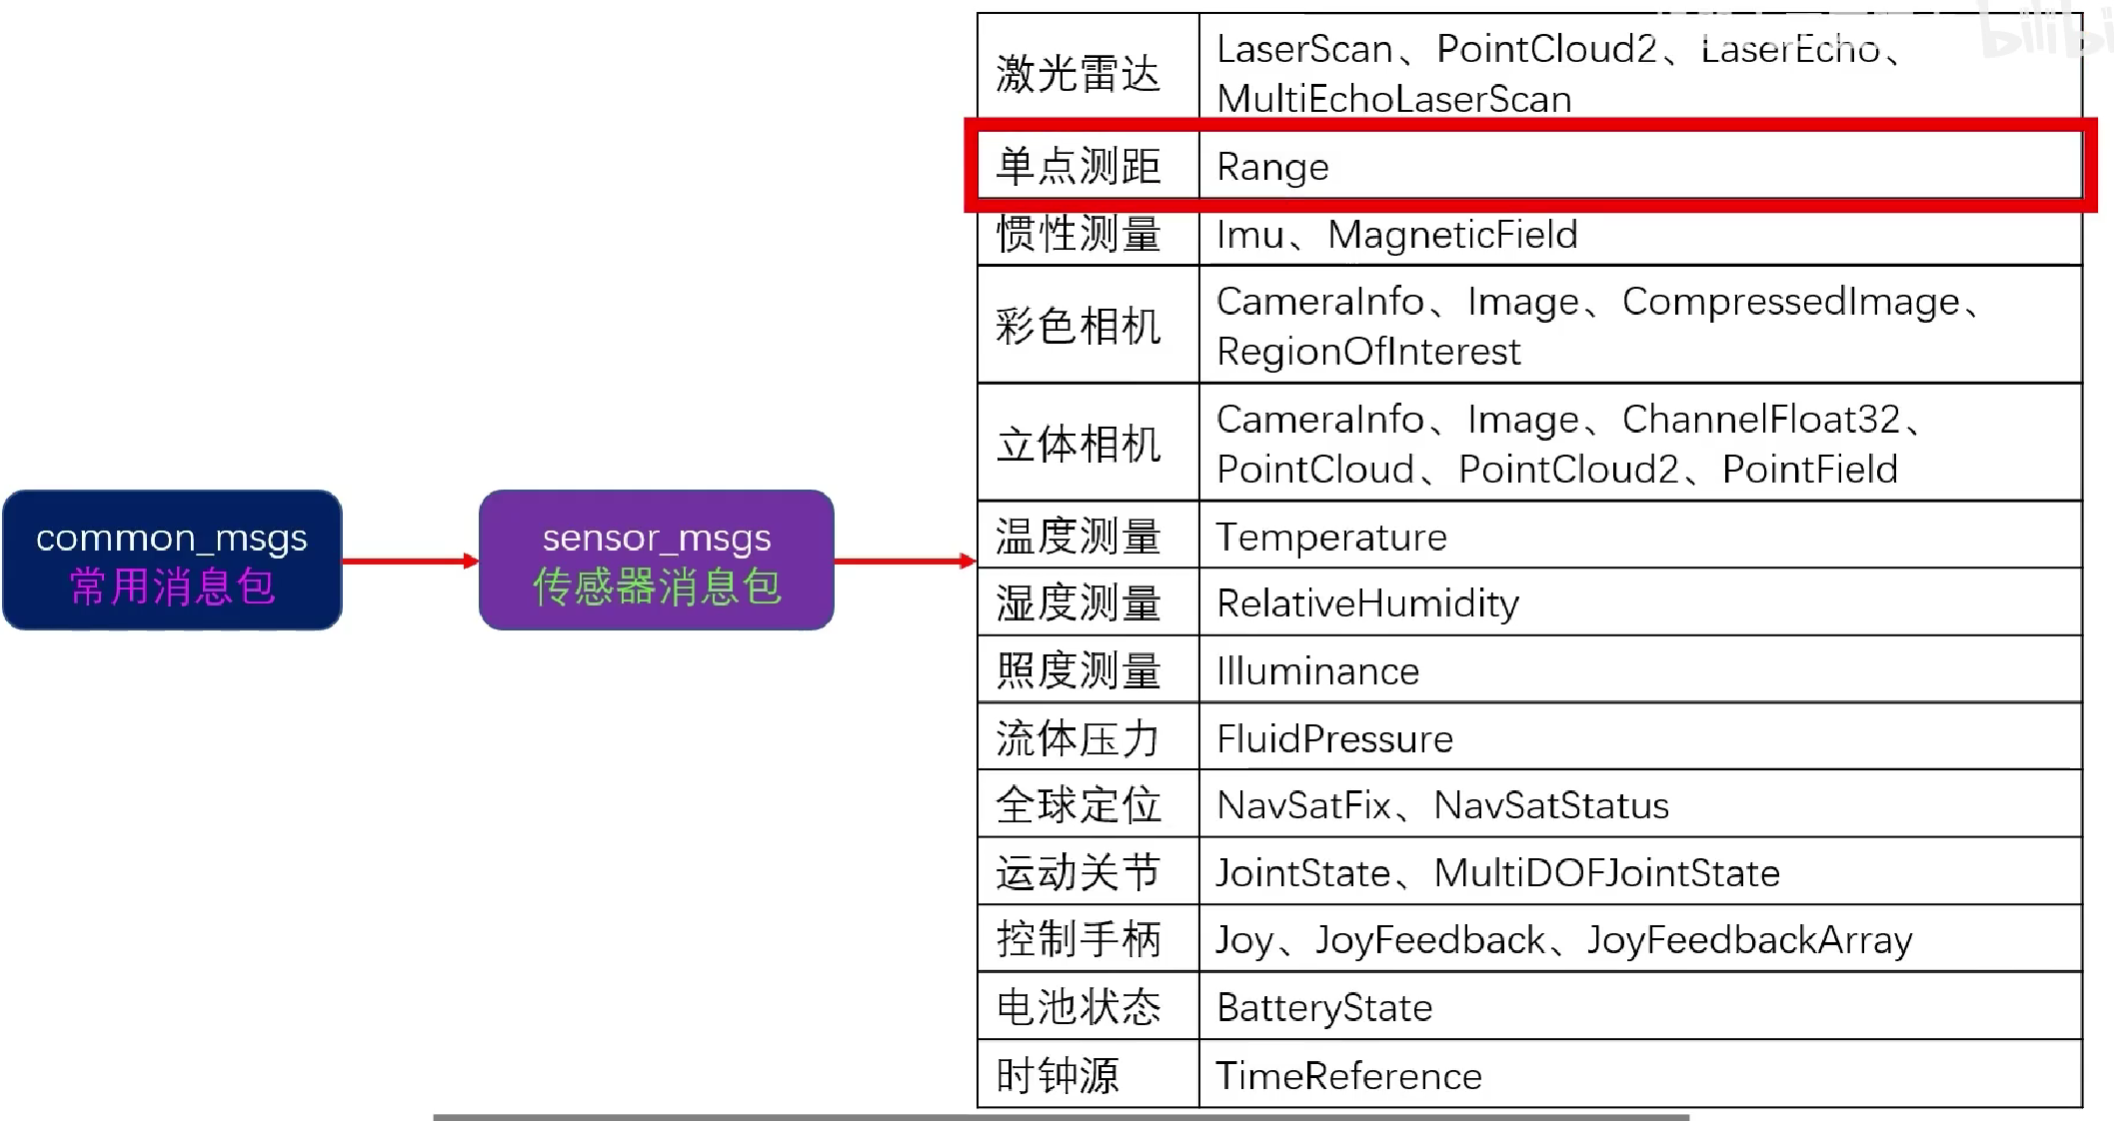 common_msgs
常用消息包
sensor_msgs
传感器消息包
激光雷达
LaserScan、PointCloud2、LaserEcho、
MultiEchoLaserScan
单点测距
Range
惯性测量
Imu、MagneticField
彩色相机
CameraInfo、Image、CompressedImage、
RegionOfInterest
立体相机
CameraInfo、Image、ChannelFloat32、
PointCloud、PointCloud2、PointField
温度测量
Temperature
湿度测量
RelativeHumidity
照度测量
Illuminance
流体压力
FluidPressure
全球定位
NavSatFix、NavSatStatus
运动关节
JointState、MultiDOFJointState
控制手柄
Joy、JoyFeedback、JoyFeedbackArray
电池状态
BatteryState
时钟源
TimeReference